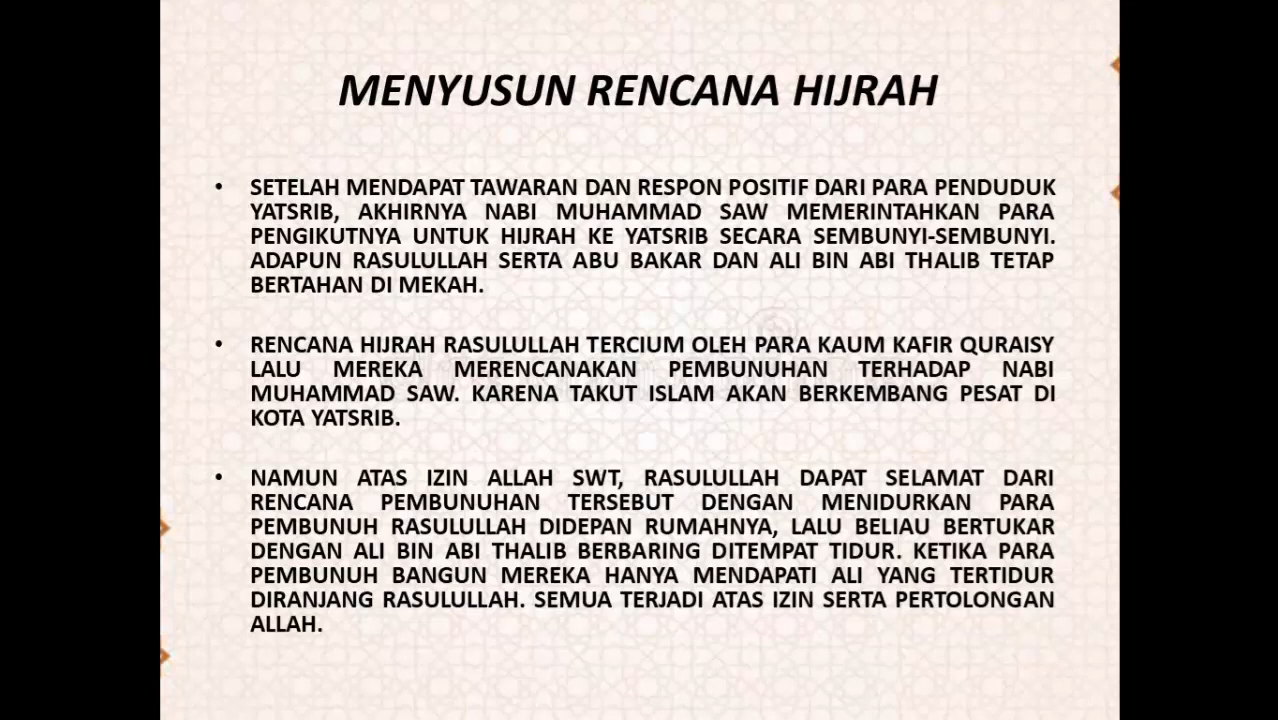 MENYUSUN RENCANA HIJRAH
• SETELAH MENDAPAT TAWARAN DAN RESPON POSITIF DARI PARA PENDUDUK
YATSRIB, AKHIRNYA NABI MUHAMMAD SAW MEMERINTAHKAN PARA
PENGIKUTNYA UNTUK HIJRAH KE YATSRIB SECARA SEMBUNYI-SEMBUNYI.
ADAPUN RASULULLAH SERTA ABU BAKAR DAN ALI BIN ABI THALIB TETAP
BERTAHAN DI MEKAH.
• RENCANA HIJRAH RASULULLAH TERCIUM OLEH PARA KAUM KAFIR QURAISY
LALU MEREKA MERENCANAKAN PEMBUNUHAN TERHADAP NABI
MUHAMMAD SAW. KARENA TAKUT ISLAM AKAN BERKEMBANG PESAT DI
KOTA YATSRIB.
• NAMUN ATAS IZIN ALLAH SWT, RASULULLAH DAPAT SELAMAT DARI
RENCANA PEMBUNUHAN TERSEBUT DENGAN MENIDURKAN PARA
PEMBUNUH RASULULLAH DIDEPAN RUMAHNYA, LALU BELIAU BERTUKAR
DENGAN ALI BIN ABI THALIB BERBARING DITEMPAT TIDUR. KETIKA PARA
PEMBUNUH BANGUN MEREKA HANYA MENDAPATI ALI YANG TERTIDUR
DIRANJANG RASULULLAH. SEMUA TERJADI ATAS IZIN SERTA PERTOLONGAN
ALLAH.